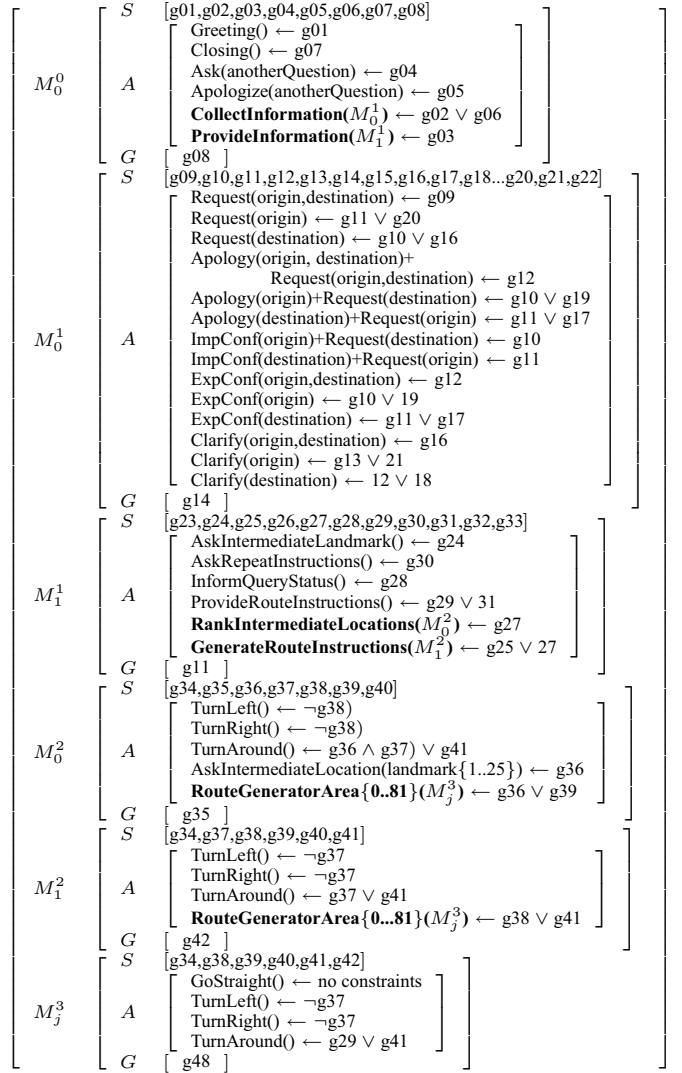 S [g01,g02,g03,g04,g05,g06,g07,g08]
Greeting() ← g01
Closing() ← g07
Ask(anotherQuestion) ← g04
M_0^0 A Apologize(anotherQuestion) ← g05
CollectInformation(M_0^1) ← g02 ∨ g06
ProvideInformation(M_1^1) ← g03
G [ g08 ]
S [g09,g10,g11,g12,g13,g14,g15,g16,g17,g18...g20,g21,g22]
Request(origin,destination) ← g09
Request(origin) ← g11 ∨ g20
Request(destination) ← g10 ∨ g16
Apology(origin, destination)+
Request(origin,destination) ← g12
Apology(origin)+Request(destination) ← g10 ∨ g19
Apology(destination)+Request(origin) ← g11 ∨ g17
M_0^1 A ImpConf(origin)+Request(destination) ← g10
ImpConf(destination)+Request(origin) ← g11
ExpConf(origin,destination) ← g12
ExpConf(origin) ← g10 ∨ 19
ExpConf(destination) ← g11 ∨ g17
Clarify(origin,destination) ← g16
Clarify(origin) ← g13 ∨ 21
Clarify(destination) ← 12 ∨ 18
G [ g14 ]
S [g23,g24,g25,g26,g27,g28,g29,g30,g31,g32,g33]
AskIntermediateLandmark() ← g24
AskRepeatInstructions() ← g30
InformQueryStatus() ← g28
M_1^1 A ProvideRouteInstructions() ← g29 ∨ 31
RankIntermediateLocations(M_0^2) ← g27
GenerateRouteInstructions(M_1^2) ← g25 ∨ 27
G [ g11 ]
S [g34,g35,g36,g37,g38,g39,g40]
TurnLeft() ← ¬g38)
TurnRight() ← ¬g38)
M_0^2 A TurnAround() ← g36 ∧ g37) ∨ g41
AskIntermediateLocation(landmark{1..25}) ← g36
RouteGeneratorArea{0..81}(M_j^3) ← g36 ∨ g39
G [ g35 ]
S [g34,g37,g38,g39,g40,g41]
TurnLeft() ← ¬g37
TurnRight() ← ¬g37
M_1^2 A TurnAround() ← g37 ∨ g41
RouteGeneratorArea{0...81}(M_j^3) ← g38 ∨ g41
G [ g42 ]
S [g34,g38,g39,g40,g41,g42]
GoStraight() ← no constraints
TurnLeft() ← ¬g37
M_j^3 A TurnRight() ← ¬g37
TurnAround() ← g29 ∨ g41
G [ g48 ]